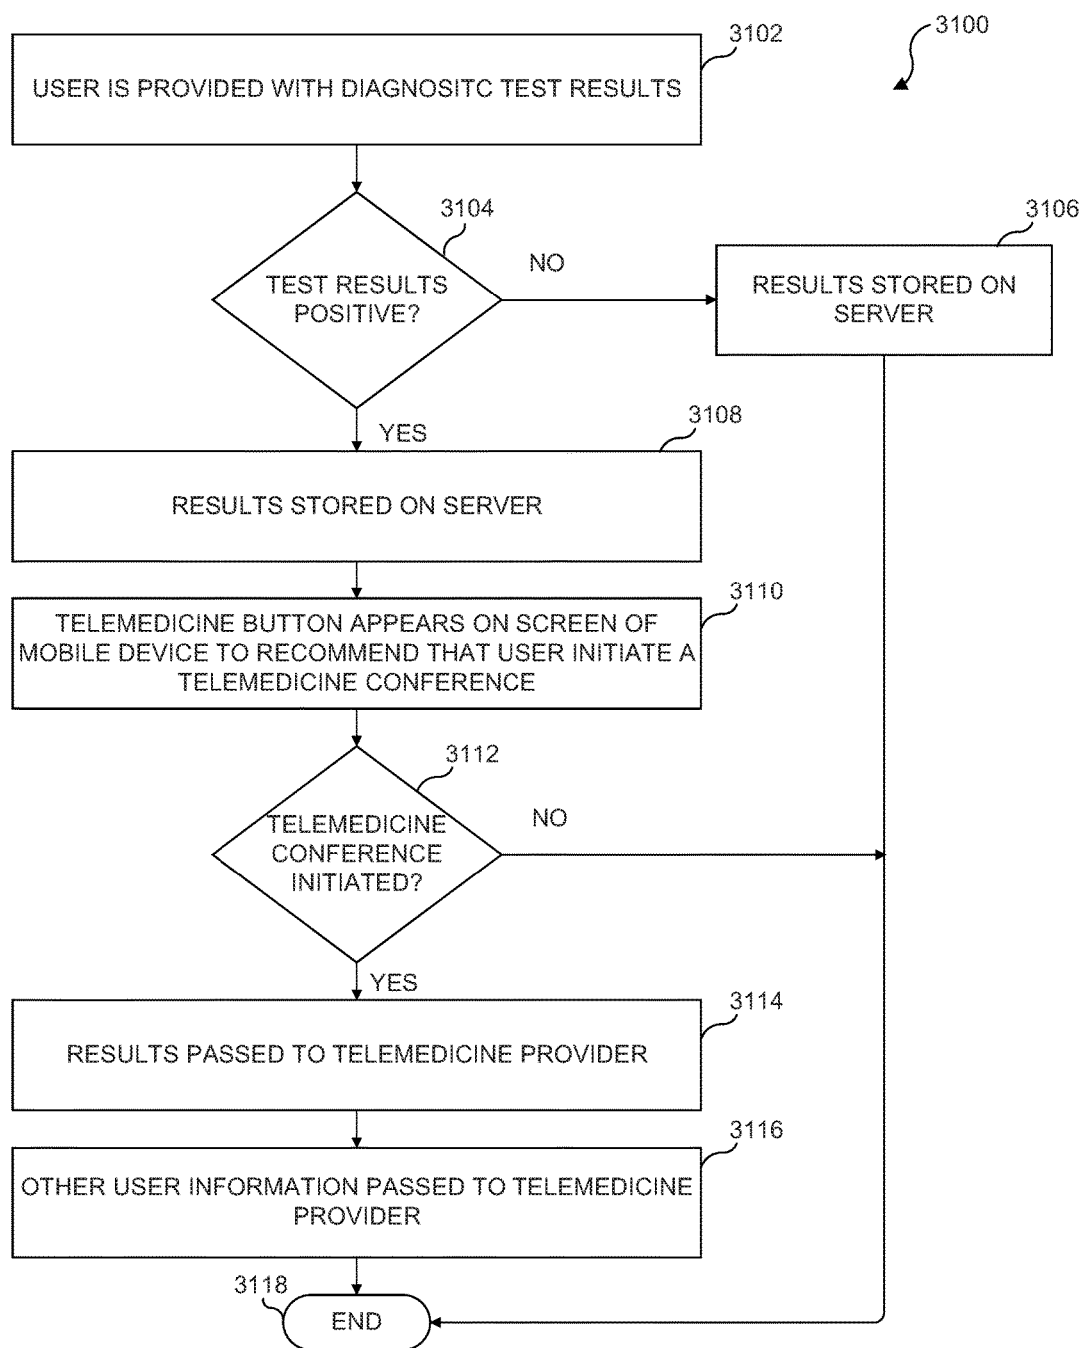 3100
3102
USER IS PROVIDED WITH DIAGNOSITC TEST RESULTS
3104
TEST RESULTS
POSITIVE?
NO
3106
RESULTS STORED ON
SERVER
YES
3108
RESULTS STORED ON SERVER
3110
TELEMEDICINE BUTTON APPEARS ON SCREEN OF
MOBILE DEVICE TO RECOMMEND THAT USER INITIATE A
TELEMEDICINE CONFERENCE
3112
TELEMEDICINE
CONFERENCE
INITIATED?
NO
YES
3114
RESULTS PASSED TO TELEMEDICINE PROVIDER
3116
OTHER USER INFORMATION PASSED TO TELEMEDICINE
PROVIDER
3118
END